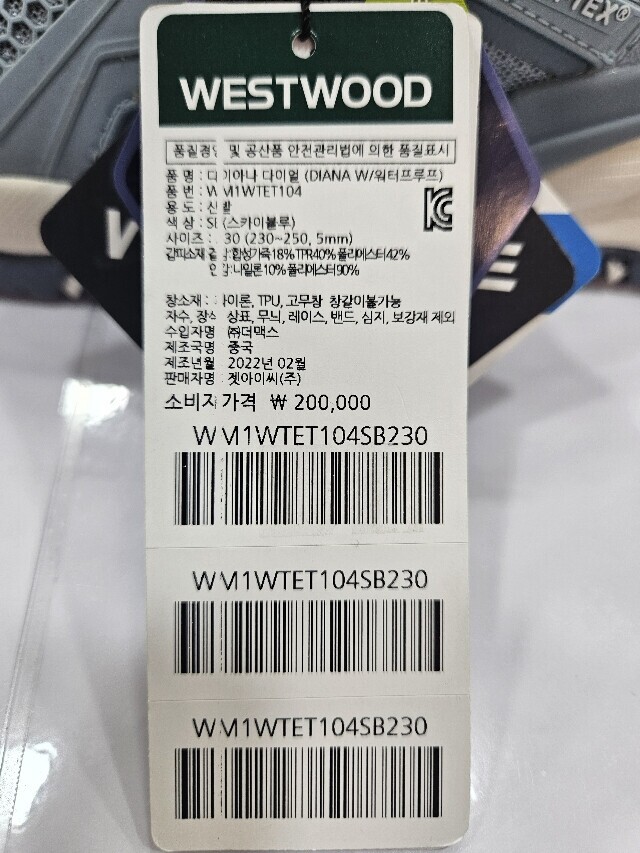 TEX®
WESTWOOD
품질경영 및 공산품 안전관리법에 의한 품질표시
품 명 : 다이아나 다이얼 (DIANA W/워터프루프)
품 번 : WM1WTET104
용 도 : 신발
색 상 : SB(스카이블루)
사이즈 : 230 (230~250, 5mm)
갑피소재 겉감:합성가죽18% TPR40% 폴리에스터42%
안감:나일론10% 폴리에스터90%
창소재 : 파이론, TPU, 고무창 창갈이불가능
자수, 장식 상표, 무늬, 레이스, 밴드, 심지, 보강재 제외
수입자명 ㈜더맥스
제조국명 중국
제조년월 2022년 02월
판매자명 젯아이씨(주)
소비자가격 ₩ 200,000
WM1WTET104SB230
WM1WTET104SB230
WM1WTET104SB230